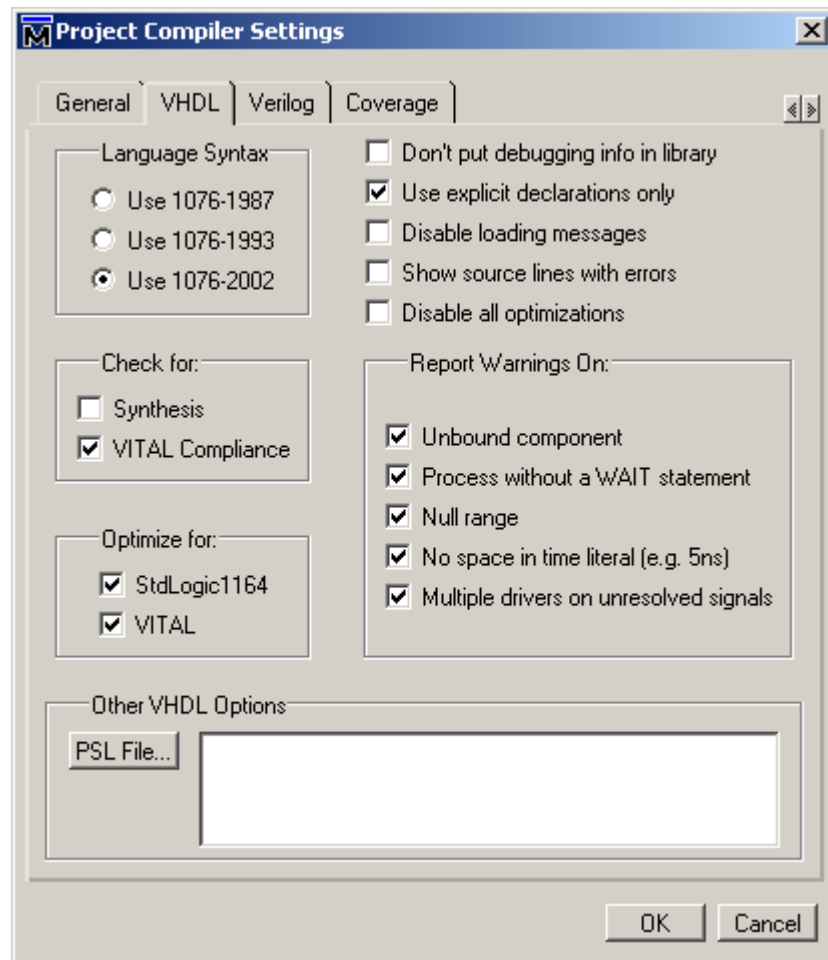 Project Compiler Settings
General
VHDL
Verilog
Coverage
Language Syntax
Use 1076-1987
Use 1076-1993
Use 1076-2002
Don't put debugging info in library
Use explicit declarations only
Disable loading messages
Show source lines with errors
Disable all optimizations
Check for:
Synthesis
VITAL Compliance
Report Warnings On:
Unbound component
Process without a WAIT statement
Null range
No space in time literal (e.g. 5ns)
Multiple drivers on unresolved signals
Optimize for:
StdLogic1164
VITAL
Other VHDL Options
PSL File...
OK
Cancel